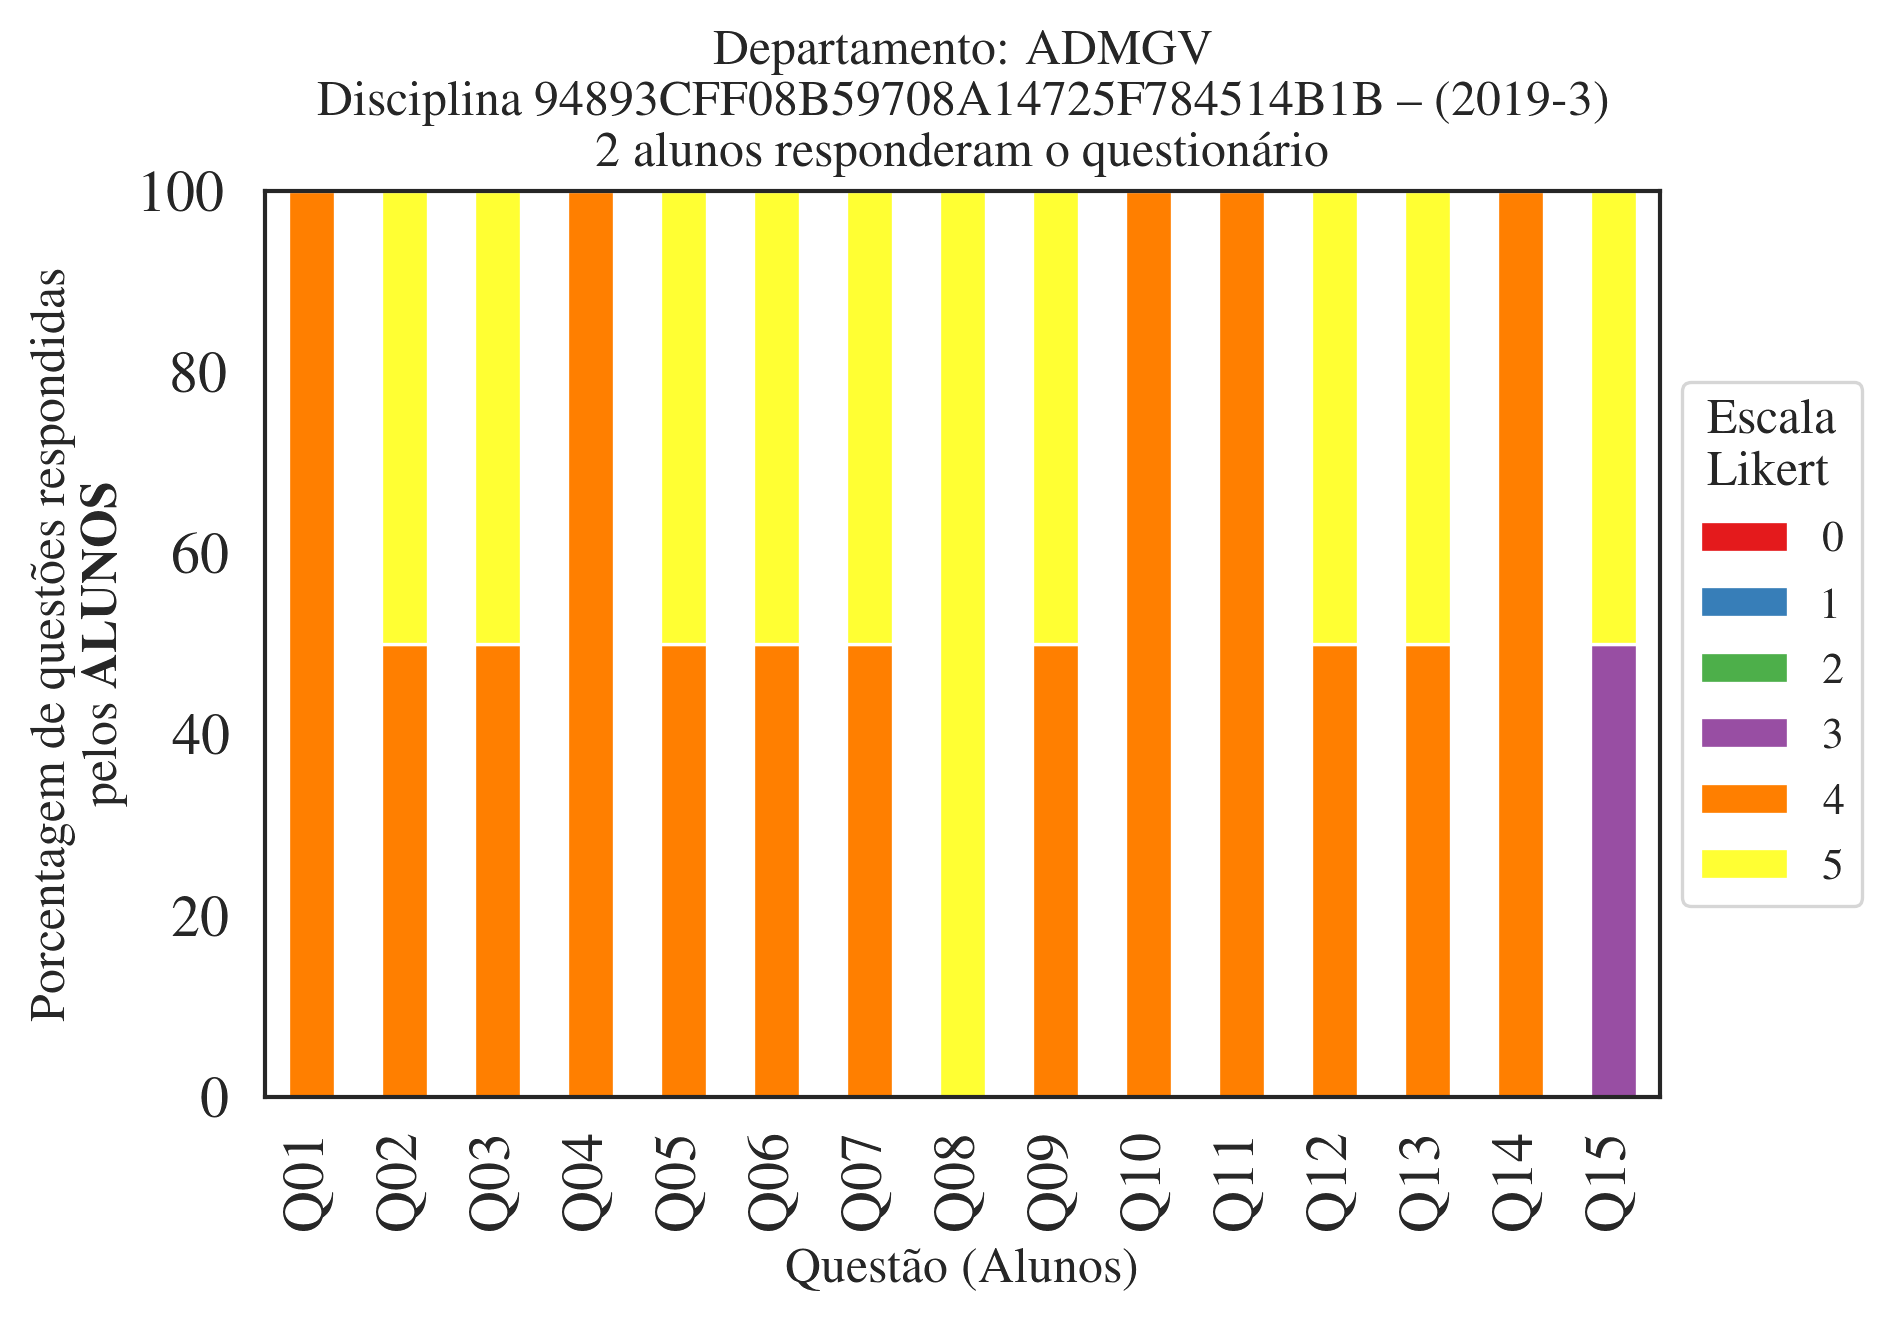 Departamento: ADMGV
Disciplina 94893CFF08B59708A14725F784514B1B – (2019-3)
2 alunos responderam o questionário
Porcentagem de questões respondidas
pelos ALUNOS
100
80
60
40
20
0
Q01
Q02
Q03
Q04
Q05
Q06
Q07
Q08
Q09
Q10
Q11
Q12
Q13
Q14
Q15
Questão (Alunos)
Escala
Likert
0
1
2
3
4
5